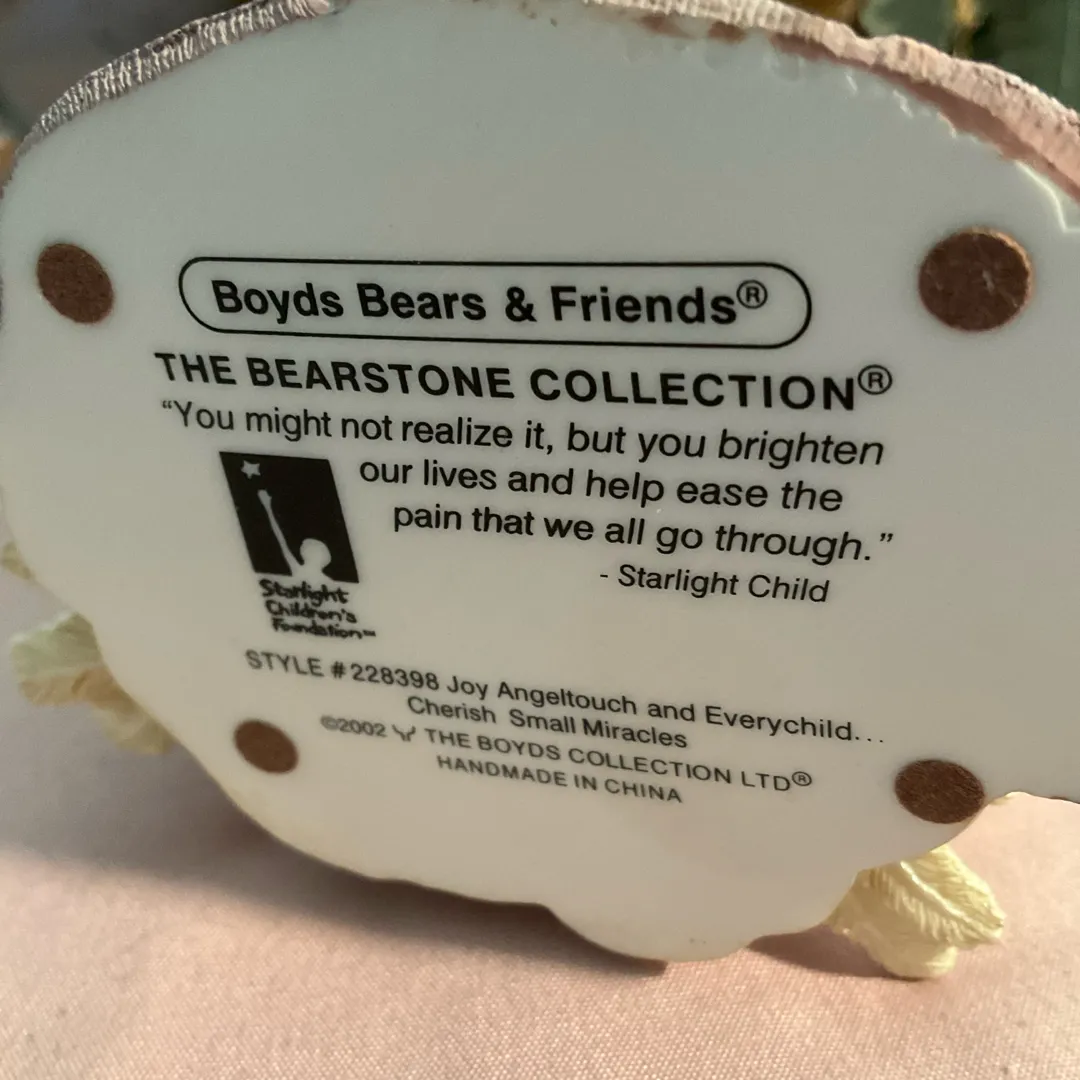 Boyds Bears & Friends®
THE BEARSTONE COLLECTION®
“You might not realize it, but you brighten
our lives and help ease the
pain that we all go through.”
- Starlight Child
Starlight
Children's
Foundation™
STYLE #228398 Joy Angeltouch and Everychild...
Cherish Small Miracles
©2002 THE BOYDS COLLECTION LTD®
HANDMADE IN CHINA